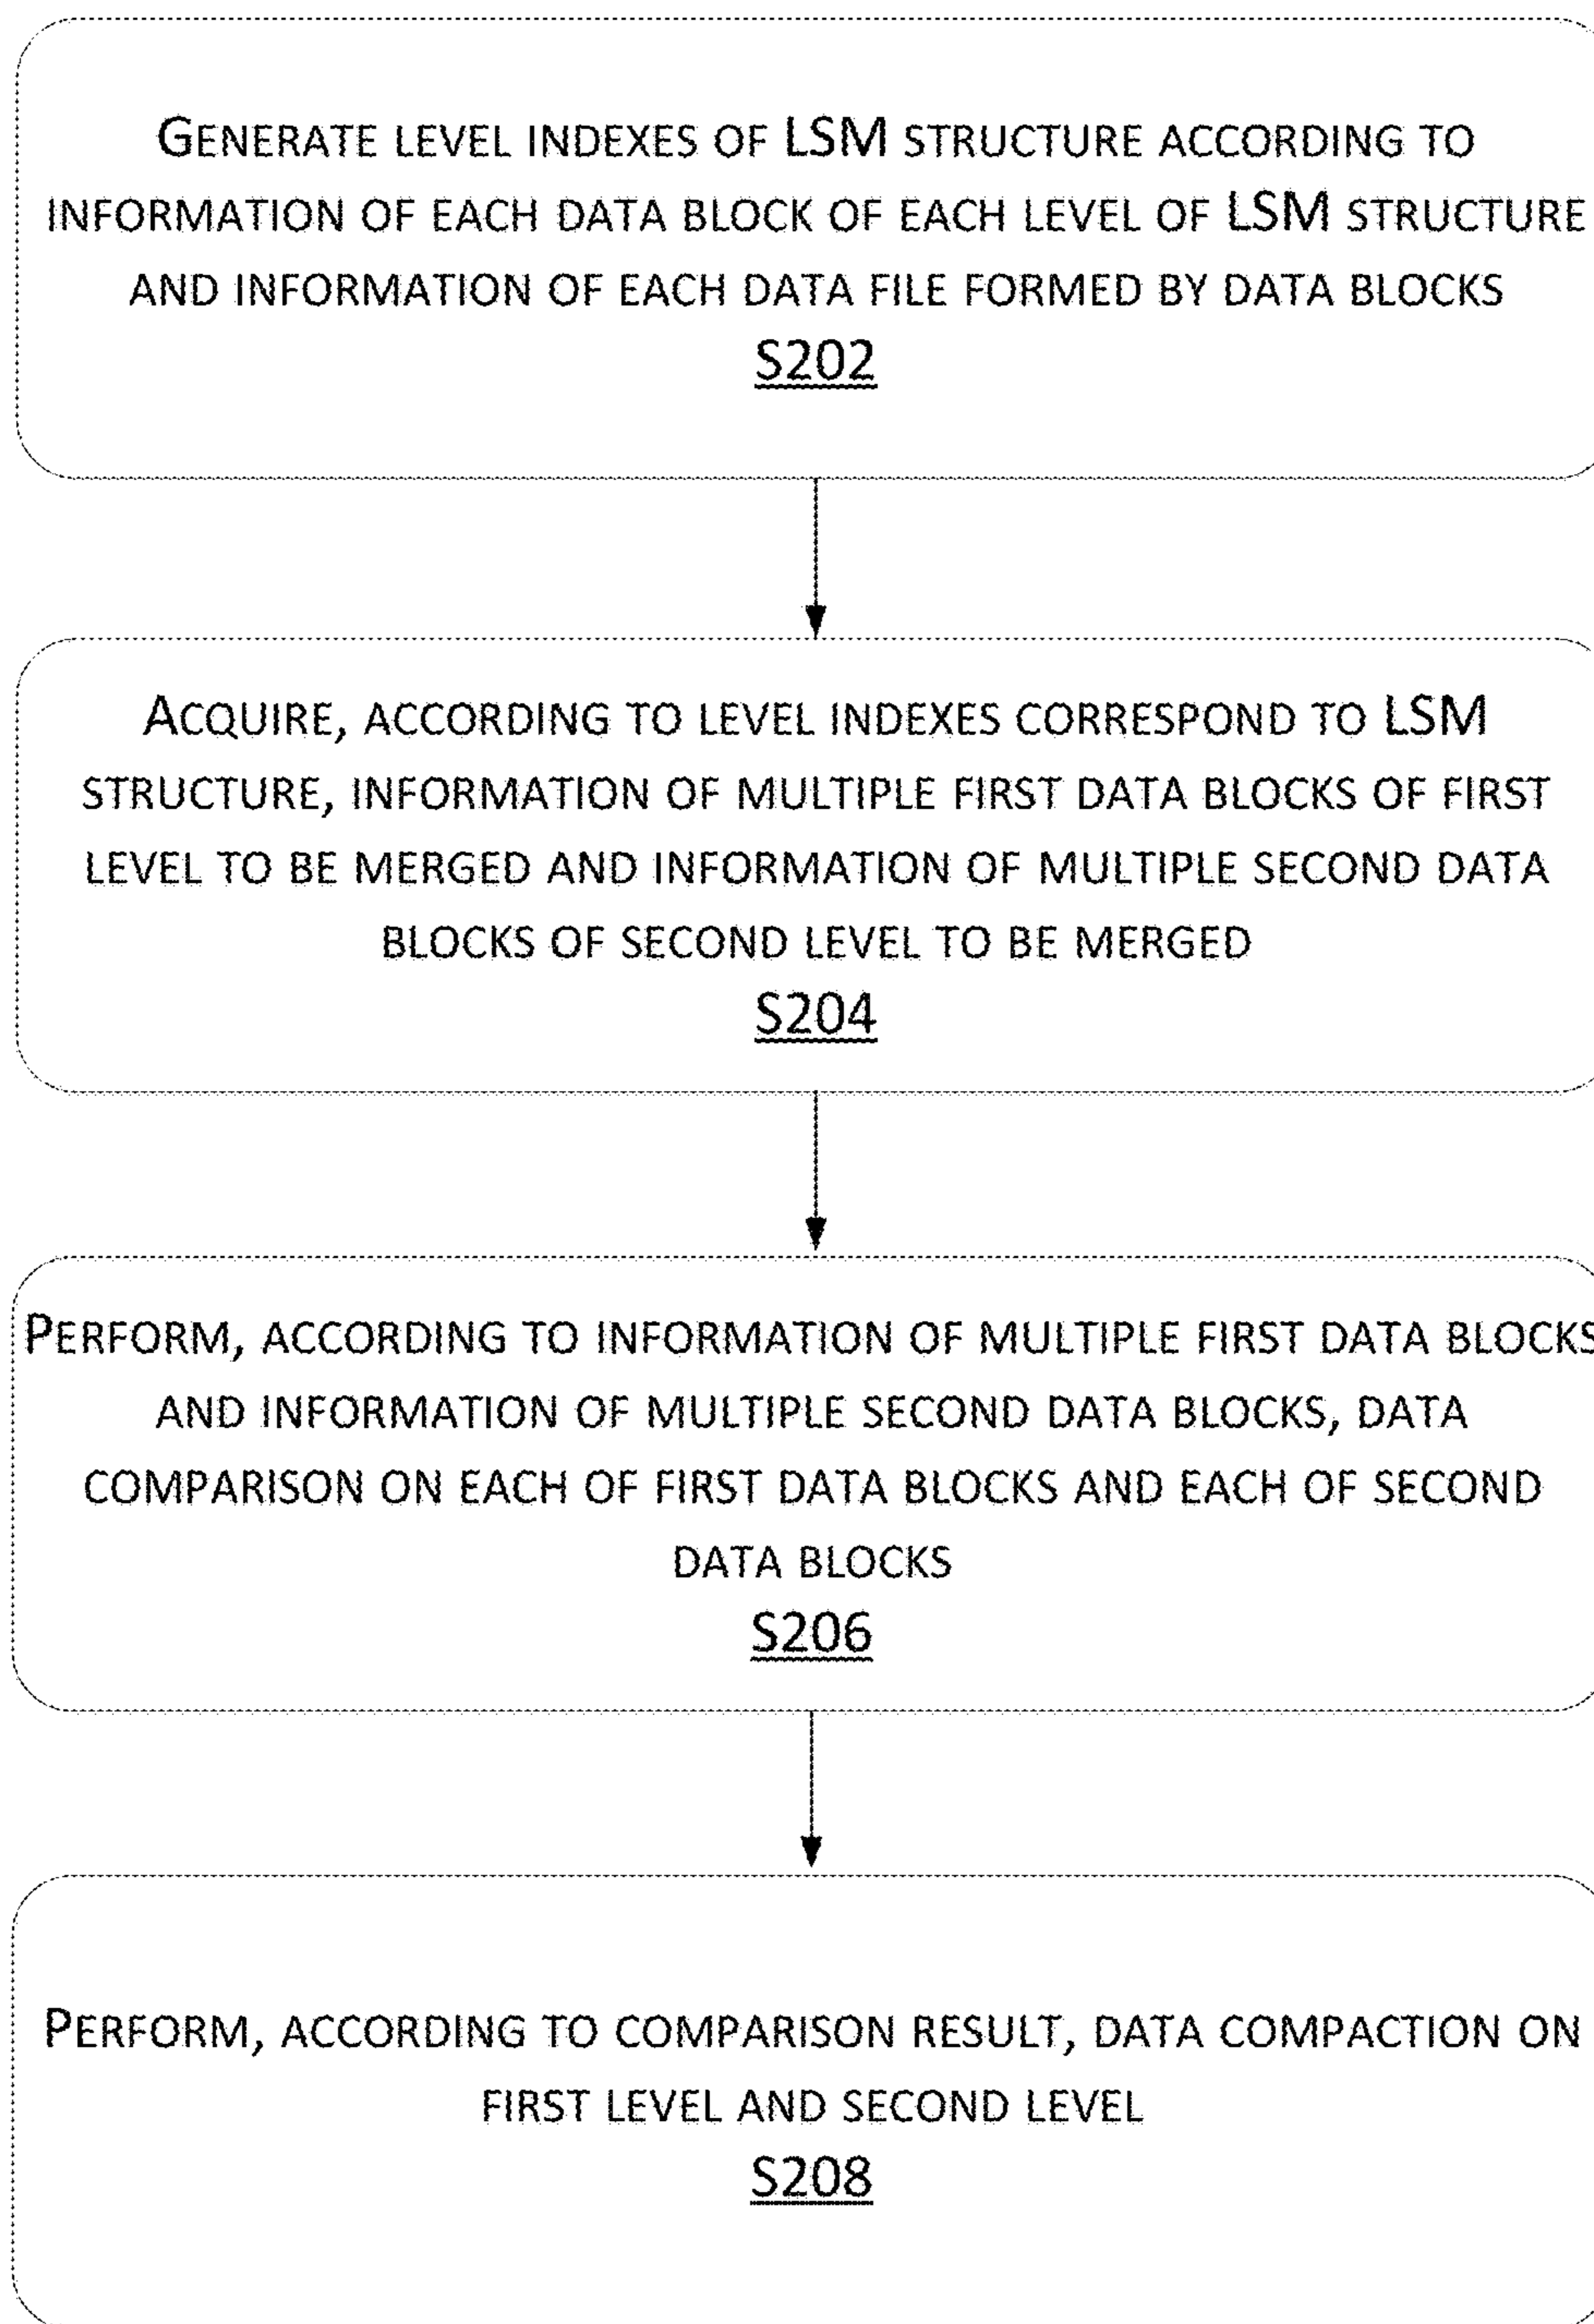 GENERATE LEVEL INDEXES OF LSM STRUCTURE ACCORDING TO
INFORMATION OF EACH DATA BLOCK OF EACH LEVEL OF LSM STRUCTURE
AND INFORMATION OF EACH DATA FILE FORMED BY DATA BLOCKS
S202
ACQUIRE, ACCORDING TO LEVEL INDEXES CORRESPOND TO LSM
STRUCTURE, INFORMATION OF MULTIPLE FIRST DATA BLOCKS OF FIRST
LEVEL TO BE MERGED AND INFORMATION OF MULTIPLE SECOND DATA
BLOCKS OF SECOND LEVEL TO BE MERGED
S204
PERFORM, ACCORDING TO INFORMATION OF MULTIPLE FIRST DATA BLOCKS
AND INFORMATION OF MULTIPLE SECOND DATA BLOCKS, DATA
COMPARISON ON EACH OF FIRST DATA BLOCKS AND EACH OF SECOND
DATA BLOCKS
S206
PERFORM, ACCORDING TO COMPARISON RESULT, DATA COMPACTION ON
FIRST LEVEL AND SECOND LEVEL
S208